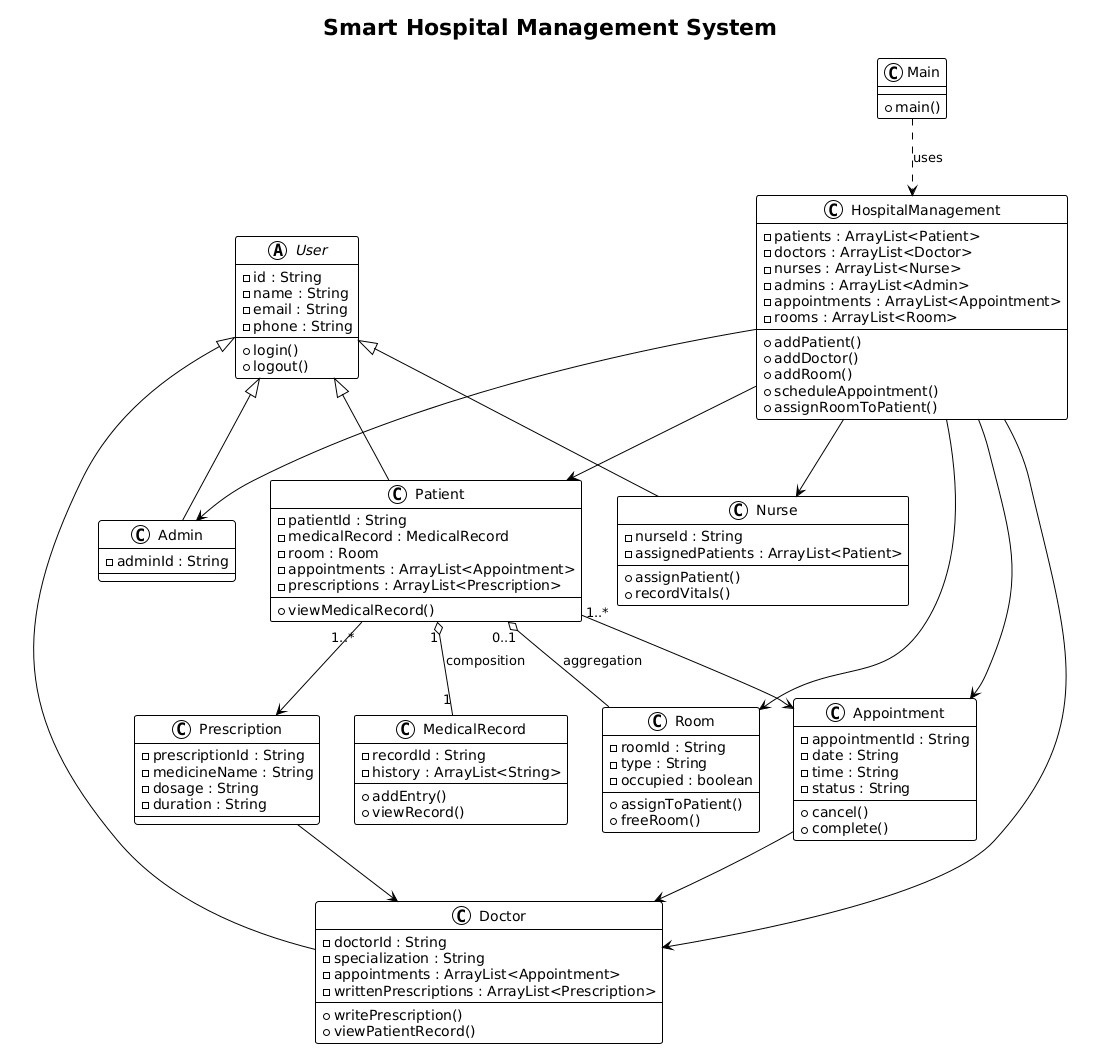 Smart Hospital Management System
C Main
main()
uses
C HospitalManagement
patients : ArrayList<Patient>
doctors : ArrayList<Doctor>
nurses : ArrayList<Nurse>
admins : ArrayList<Admin>
appointments : ArrayList<Appointment>
rooms : ArrayList<Room>
addPatient()
addDoctor()
addRoom()
scheduleAppointment()
assignRoomToPatient()
A User
id : String
name : String
email : String
phone : String
login()
logout()
C Admin
adminId : String
C Patient
patientId : String
medicalRecord : MedicalRecord
room : Room
appointments : ArrayList<Appointment>
prescriptions : ArrayList<Prescription>
viewMedicalRecord()
C Nurse
nurseId : String
assignedPatients : ArrayList<Patient>
assignPatient()
recordVitals()
1..*
1..*
1
0..1
composition
aggregation
1
C Prescription
prescriptionId : String
medicineName : String
dosage : String
duration : String
C MedicalRecord
recordId : String
history : ArrayList<String>
addEntry()
viewRecord()
C Room
roomId : String
type : String
occupied : boolean
assignToPatient()
freeRoom()
C Appointment
appointmentId : String
date : String
time : String
status : String
cancel()
complete()
C Doctor
doctorId : String
specialization : String
appointments : ArrayList<Appointment>
writtenPrescriptions : ArrayList<Prescription>
writePrescription()
viewPatientRecord()